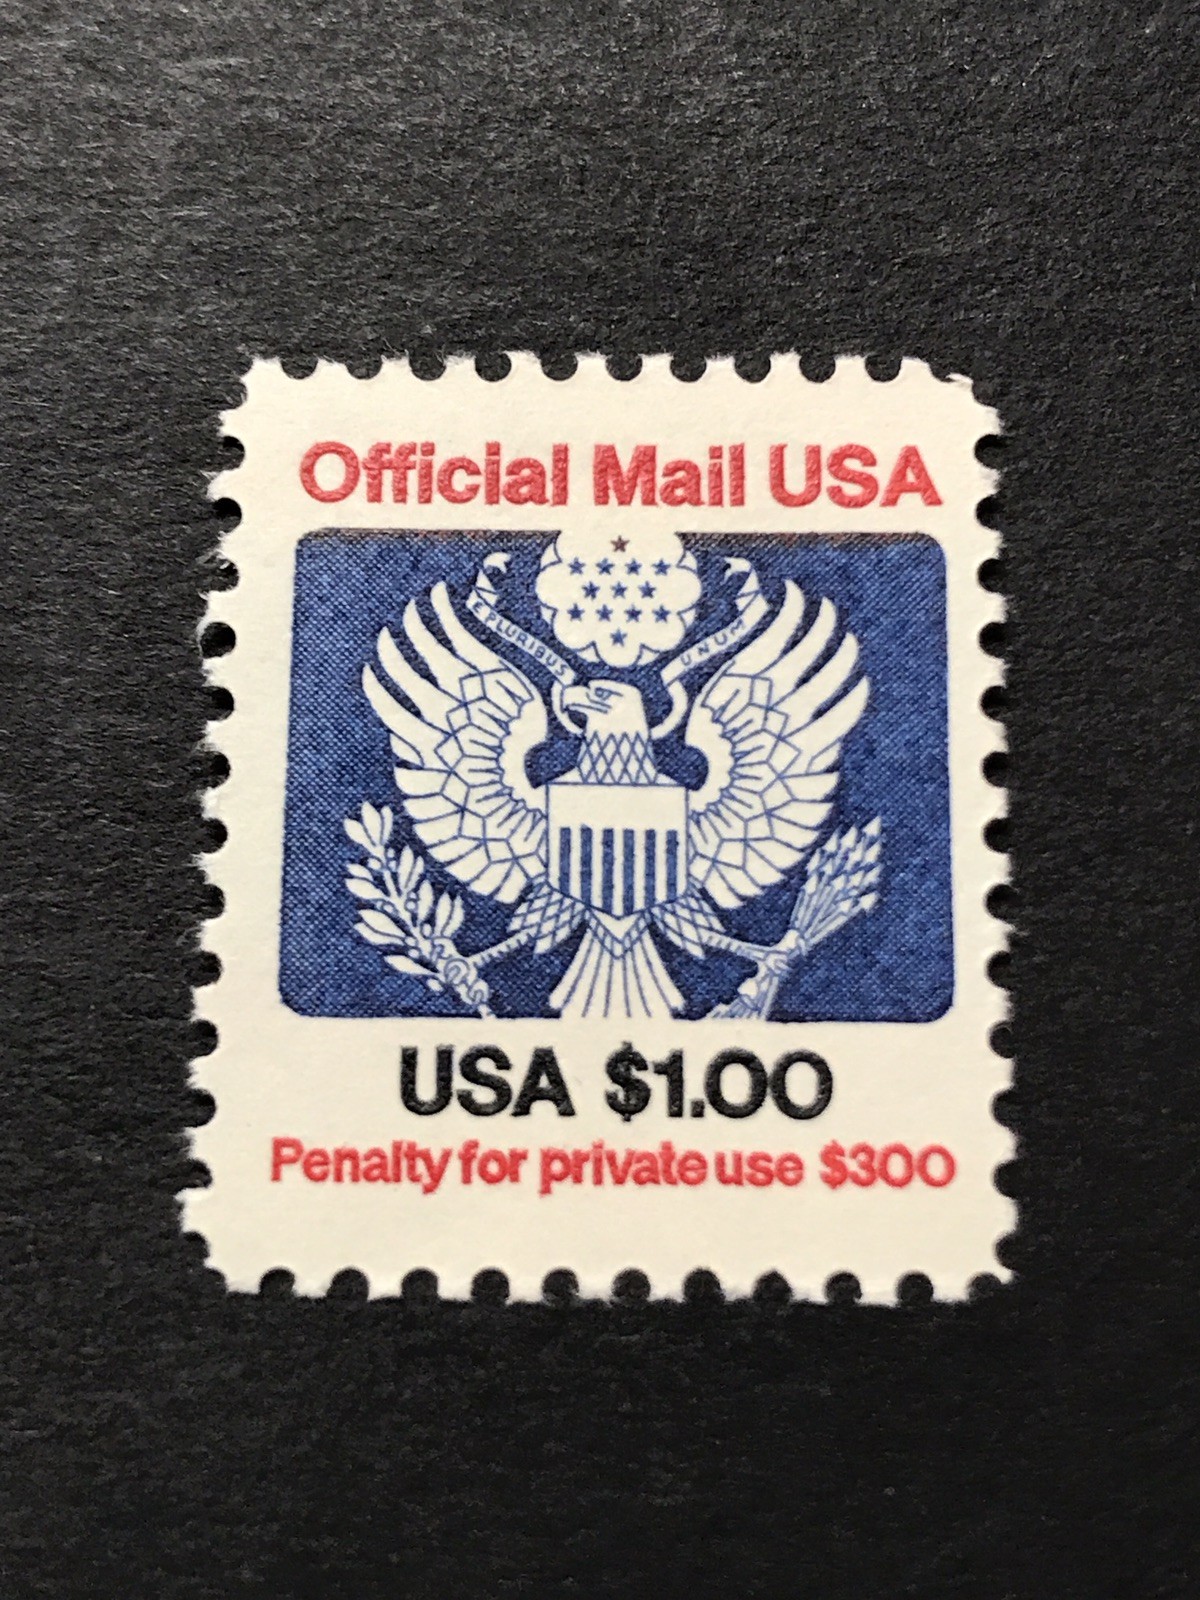 Official Mail USA
E PLURIBUS UNUM
USA $1.00
Penalty for private use $300